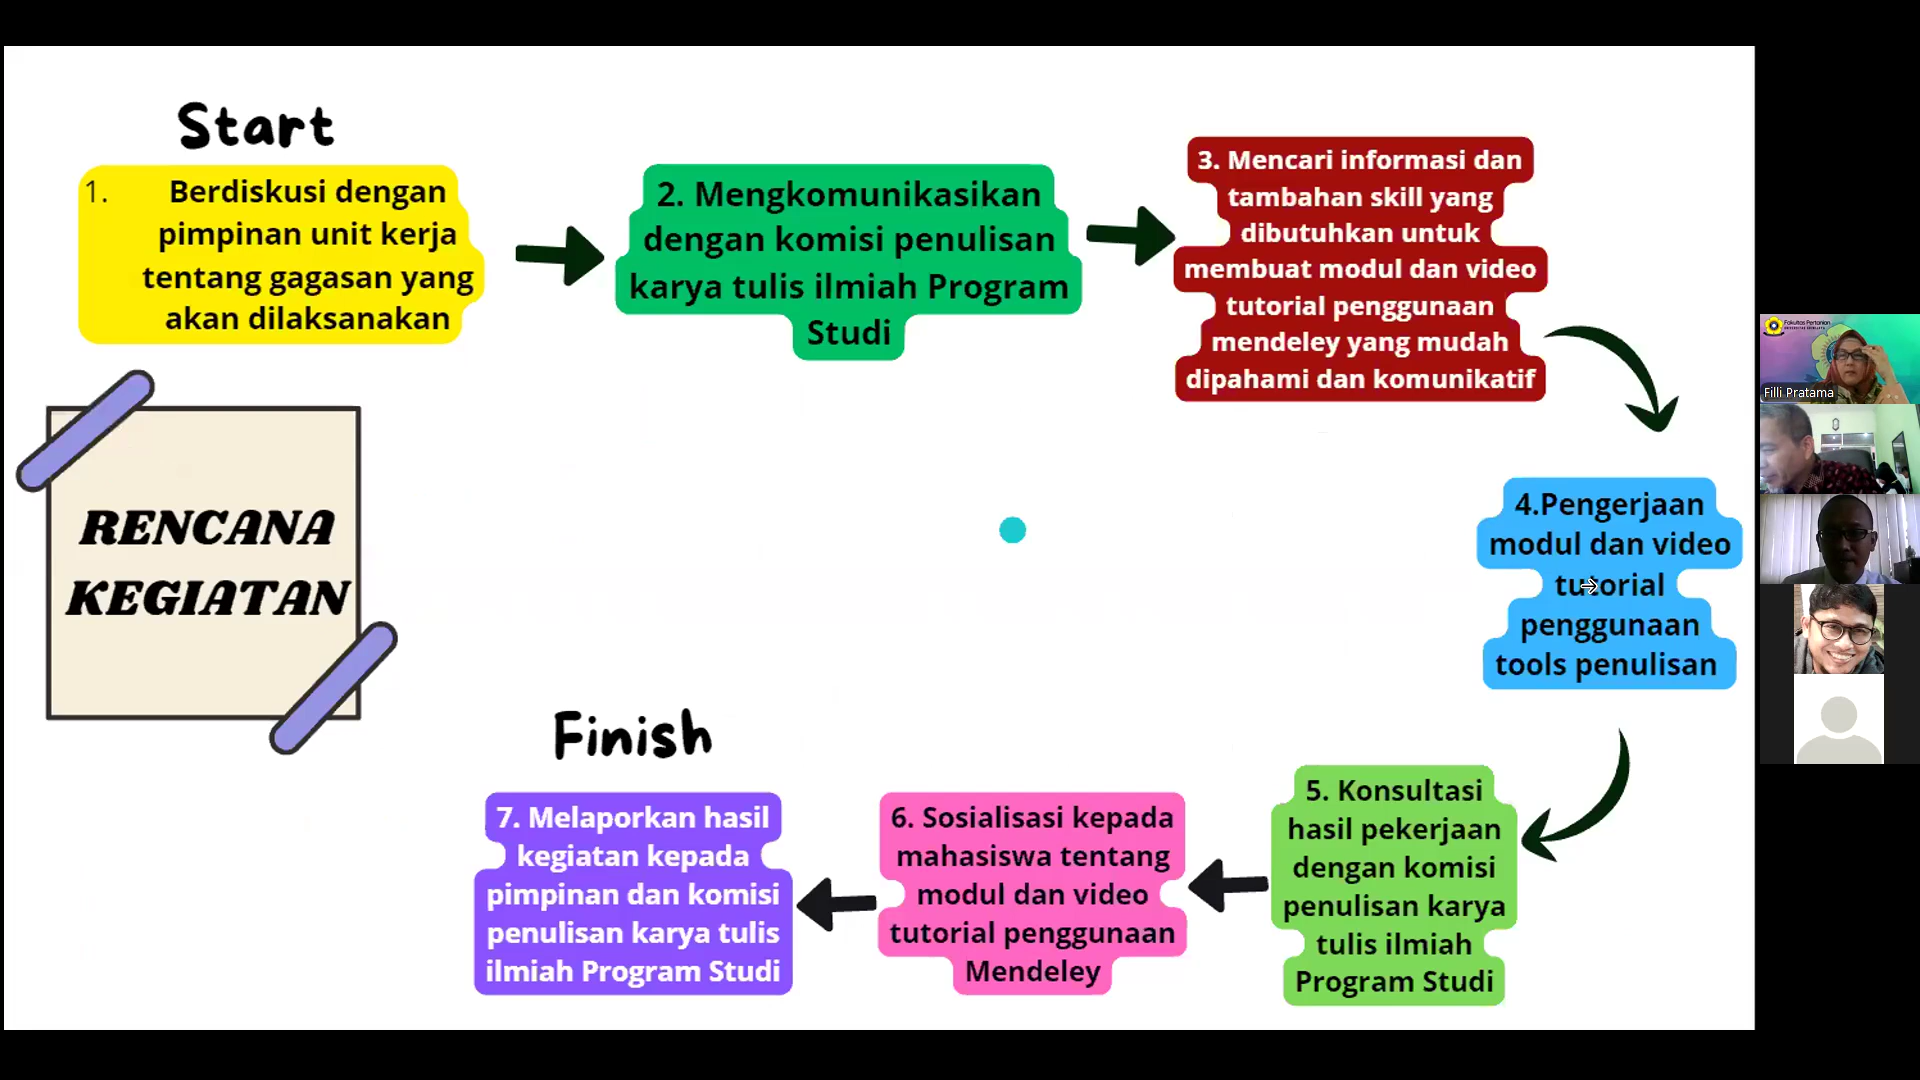 Start
1. Berdiskusi dengan
pimpinan unit kerja
tentang gagasan yang
akan dilaksanakan
2. Mengkomunikasikan
dengan komisi penulisan
karya tulis ilmiah Program
Studi
3. Mencari informasi dan
tambahan skill yang
dibutuhkan untuk
membuat modul dan video
tutorial penggunaan
mendeley yang mudah
dipahami dan komunikatif
RENCANA
KEGIATAN
4.Pengerjaan
modul dan video
tutorial
penggunaan
tools penulisan
5. Konsultasi
hasil pekerjaan
dengan komisi
penulisan karya
tulis ilmiah
Program Studi
6. Sosialisasi kepada
mahasiswa tentang
modul dan video
tutorial penggunaan
Mendeley
Finish
7. Melaporkan hasil
kegiatan kepada
pimpinan dan komisi
penulisan karya tulis
ilmiah Program Studi
Fakultas Pertanian
Filli Pratama